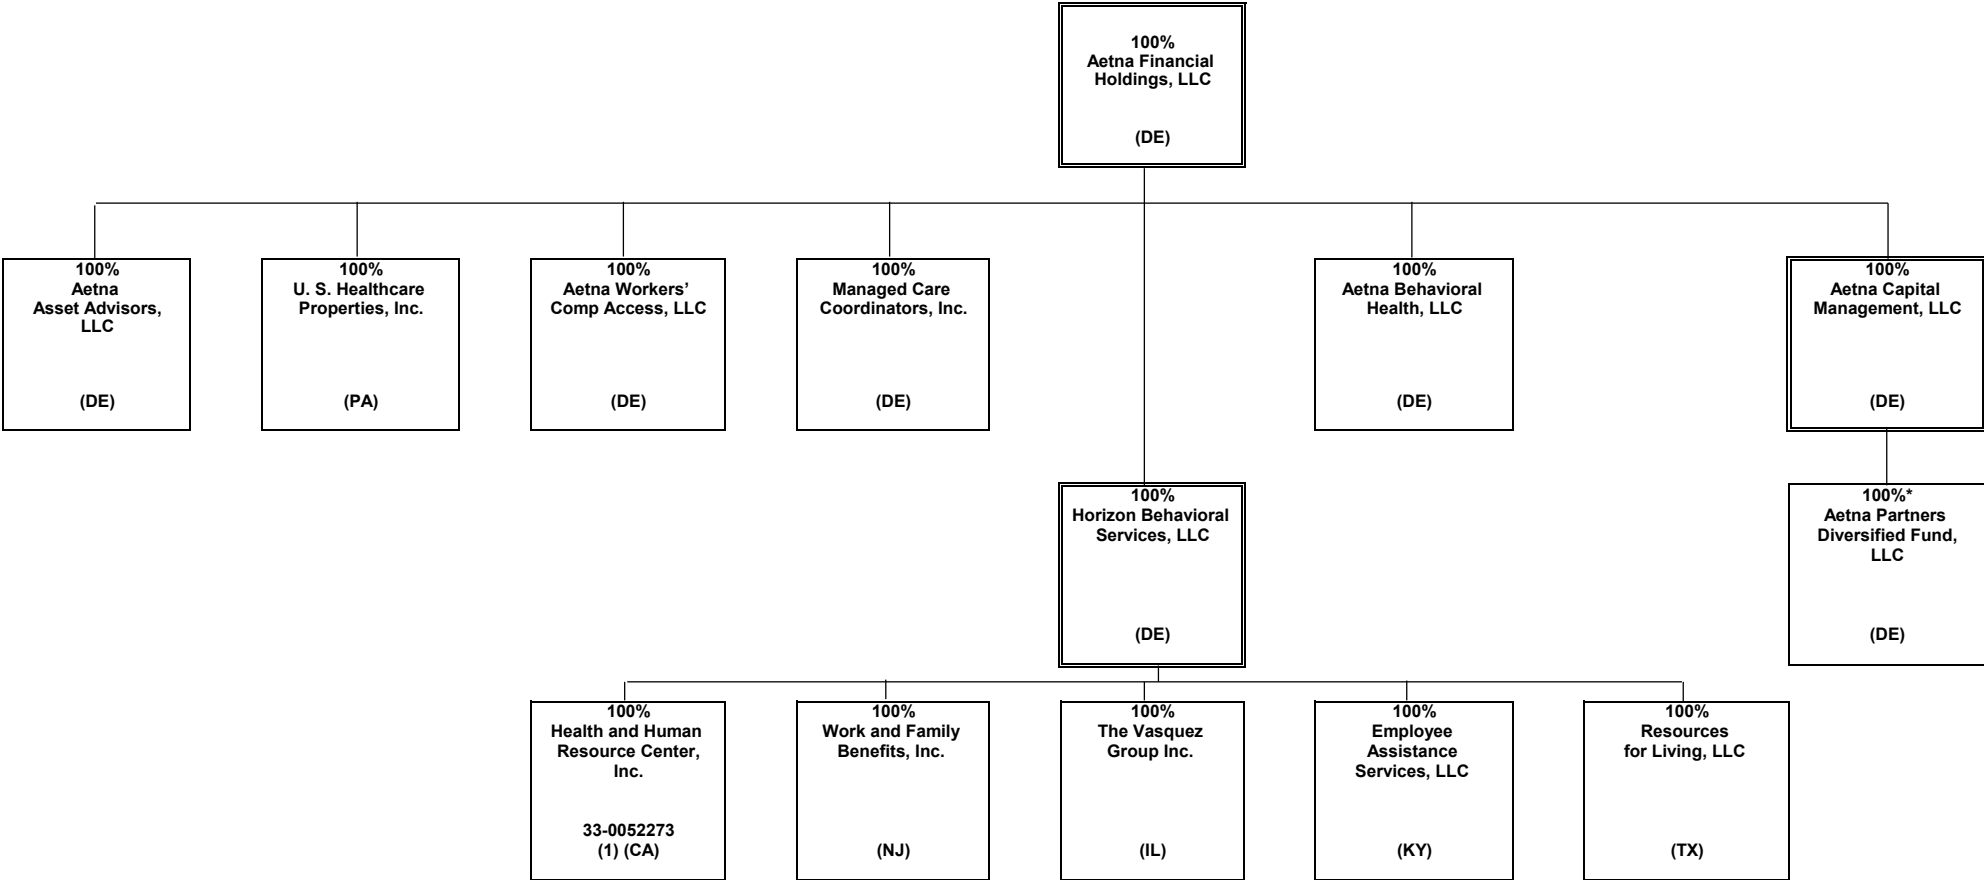 100%
Aetna Financial
Holdings, LLC
(DE)
100%
Aetna
Asset Advisors,
LLC
(DE)
100%
U. S. Healthcare
Properties, Inc.
(PA)
100%
Aetna Workers’
Comp Access, LLC
(DE)
100%
Managed Care
Coordinators, Inc.
(DE)
100%
Aetna Behavioral
Health, LLC
(DE)
100%
Aetna Capital
Management, LLC
(DE)
100%
Horizon Behavioral
Services, LLC
(DE)
100%*
Aetna Partners
Diversified Fund,
LLC
(DE)
100%
Health and Human
Resource Center,
Inc.
33-0052273
(1) (CA)
100%
Work and Family
Benefits, Inc.
(NJ)
100%
The Vasquez
Group Inc.
(IL)
100%
Employee
Assistance
Services, LLC
(KY)
100%
Resources
for Living, LLC
(TX)